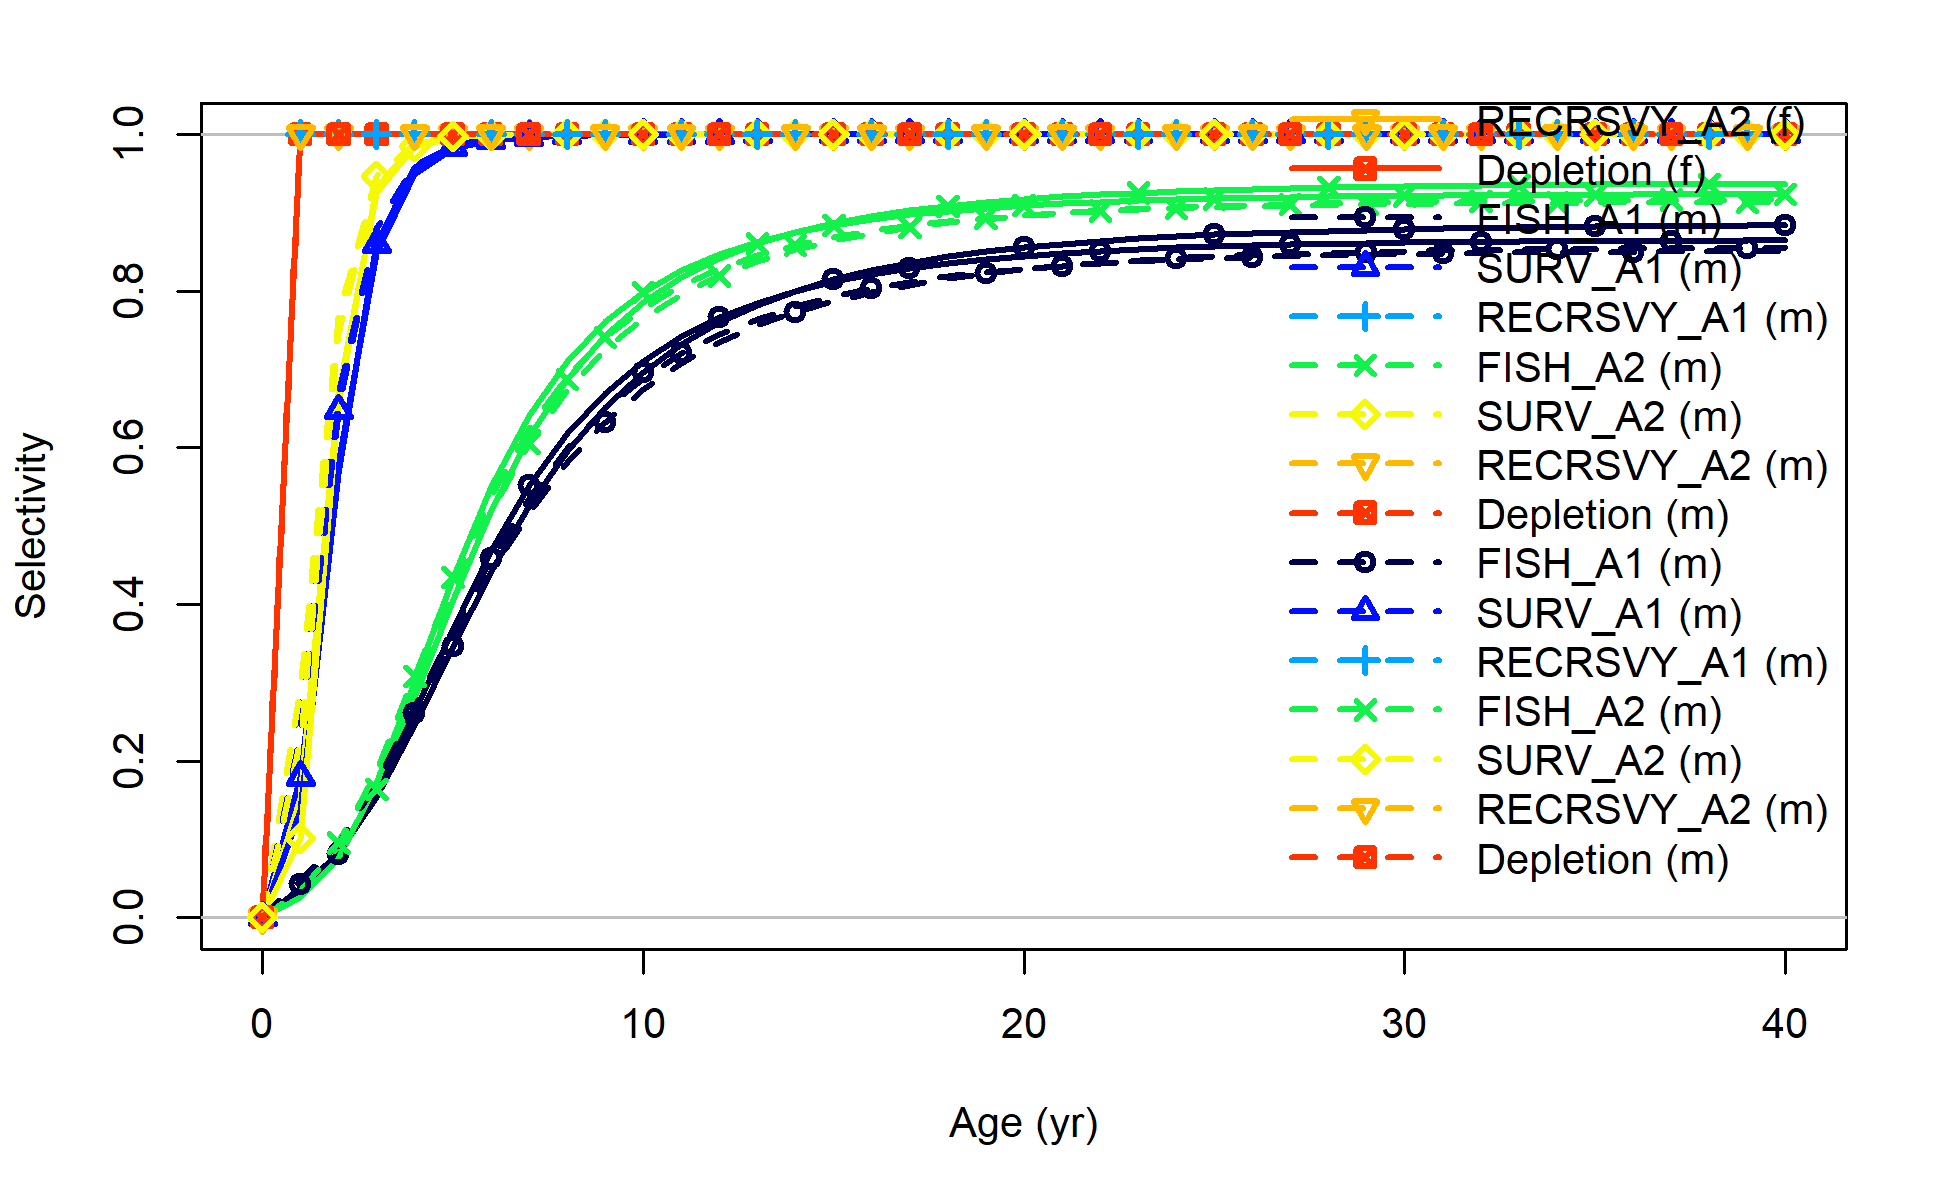 RECRSVY_A2 (f)
Depletion (f)
FISH_A1 (m)
SURV_A1 (m)
RECRSVY_A1 (m)
FISH_A2 (m)
SURV_A2 (m)
RECRSVY_A2 (m)
Depletion (m)
FISH_A1 (m)
SURV_A1 (m)
RECRSVY_A1 (m)
FISH_A2 (m)
SURV_A2 (m)
RECRSVY_A2 (m)
Depletion (m)
Selectivity
1.0
0.8
0.6
0.4
0.2
0.0
0 10 20 30 40
Age (yr)